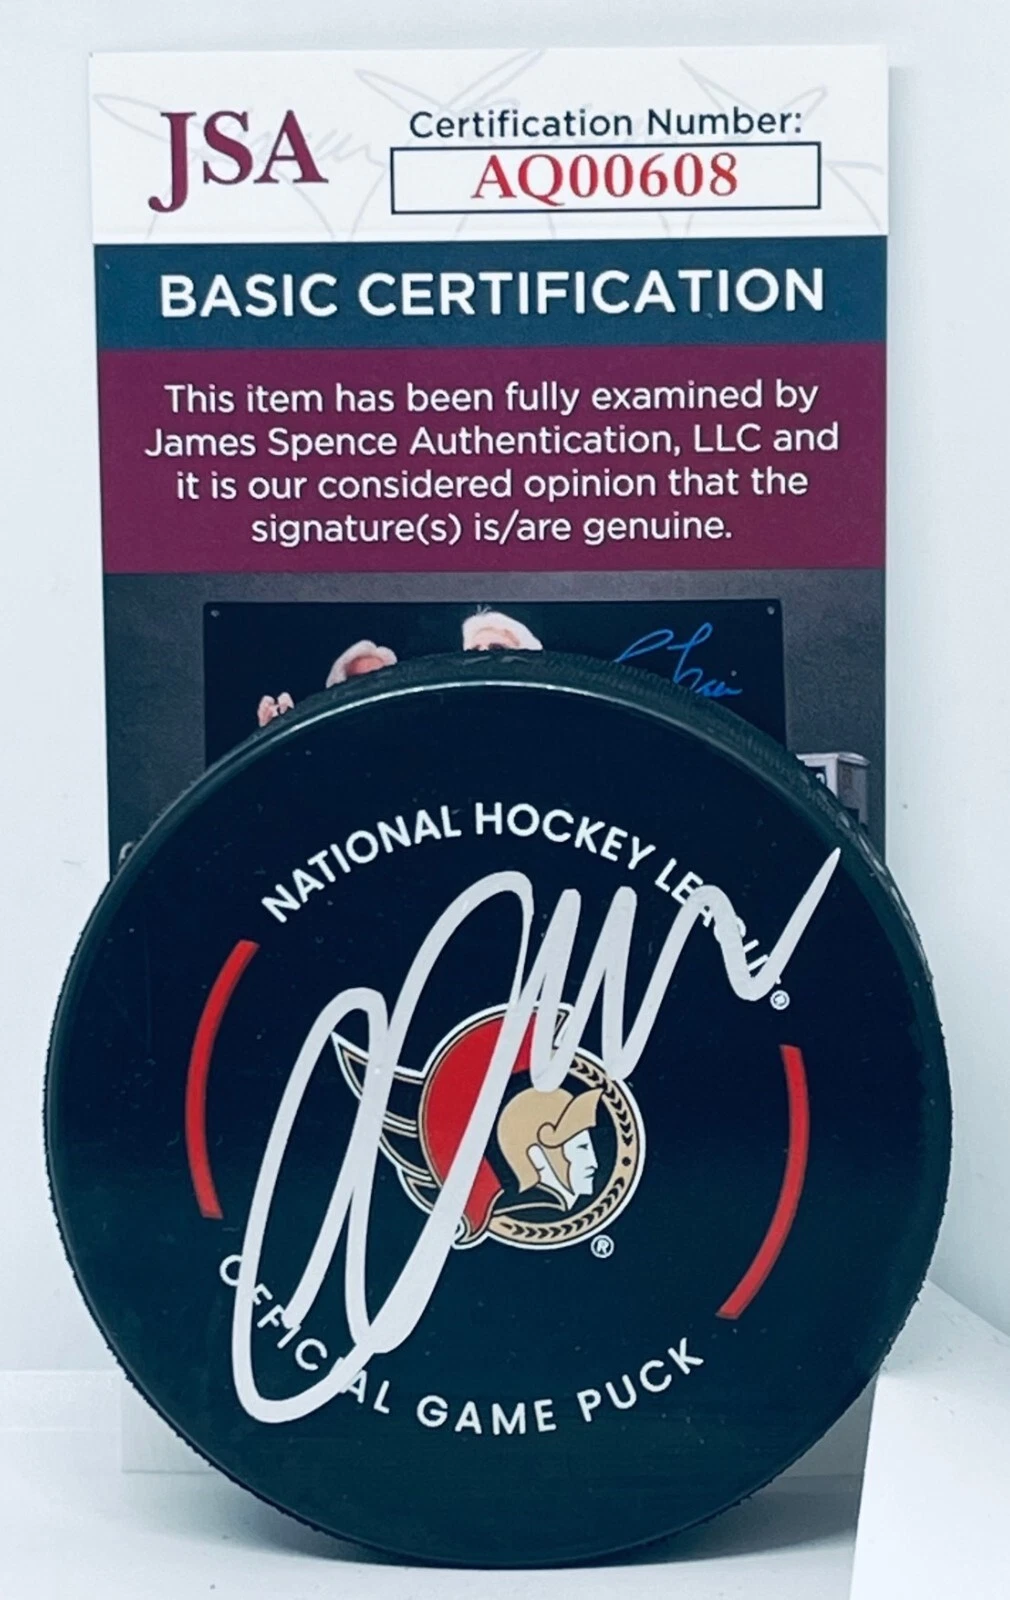 JSA
Certification Number:
AQ00608
BASIC CERTIFICATION
This item has been fully examined by
James Spence Authentication, LLC and
it is our considered opinion that the
signature(s) is/are genuine.
NATIONAL HOCKEY LEAGUE
®
®
OFFICIAL GAME PUCK